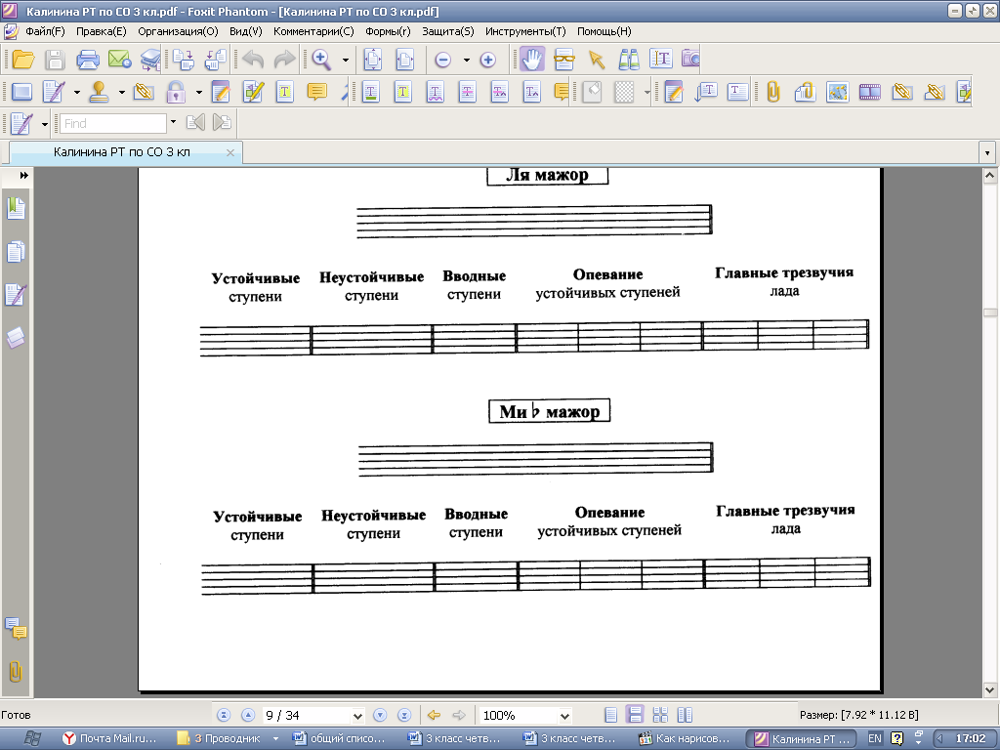 Калинина РТ по СО 3 кл.pdf - Foxit Phantom - [Калинина РТ по СО 3 кл.pdf]
Файл(F) Правка(E) Организация(O) Вид(V) Комментарии(C) Формы(r) Защита(S) Инструменты(T) Помощь(H)
Find
Калинина РТ по СО 3 кл
Ля мажор
Устойчивые Неустойчивые Вводные Опевание Главные трезвучия
ступени ступени ступени устойчивых ступеней лада
Ми ♭ мажор
Устойчивые Неустойчивые Вводные Опевание Главные трезвучия
ступени ступени ступени устойчивых ступеней лада
Готов 9 / 34 100% Размер: [7.92 * 11.12 В]
Почта Mail.ru... 3 Проводник общий списо... 3 класс четв... 3 класс четв... Как нарисов... Калинина РТ ... EN 17:02